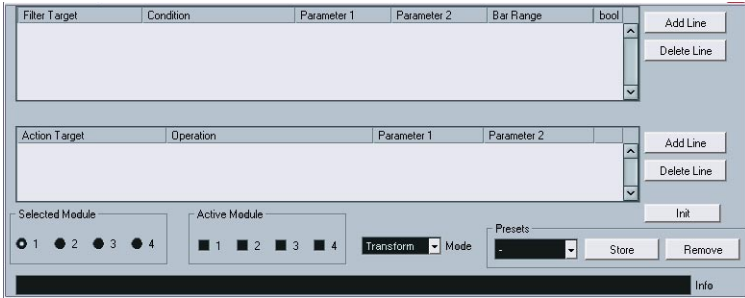 Filter Target Condition Parameter 1 Parameter 2 Bar Range bool
Add Line
Delete Line
Action Target Operation Parameter 1 Parameter 2
Add Line
Delete Line
Init
Selected Module
1 2 3 4
Active Module
1 2 3 4
Transform Mode
Presets
- Store Remove
Info